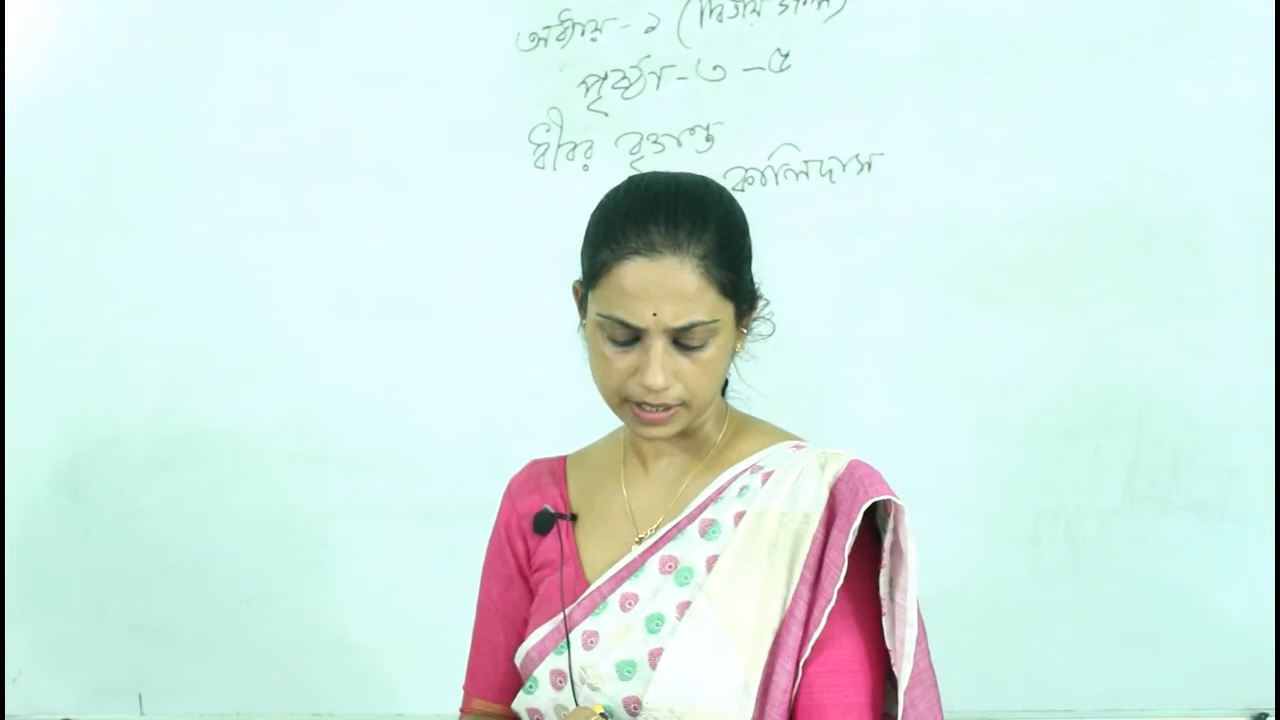 অধ্যায় - ১ (দ্বিতীয়
পৃষ্ঠা - ৩ - ৫
ধীবর বৃত্তান্ত
কালিদাস